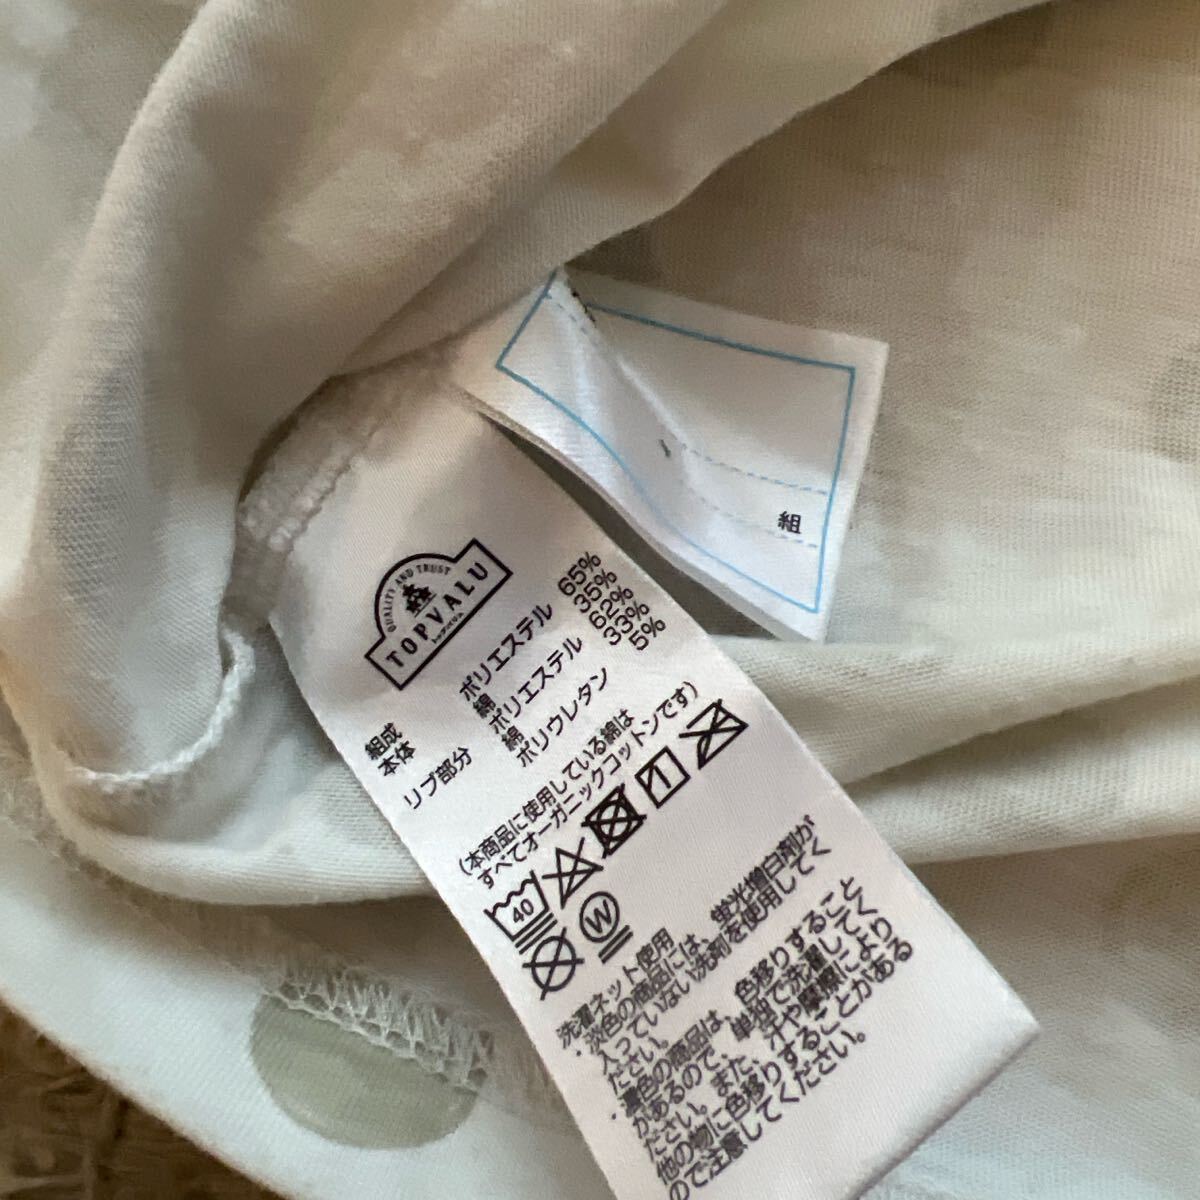 組
QUALITY AND TRUST
TOPVALU
トップバリュ
組成
本体 ポリエステル 65%
綿 35%
リブ部分 ポリエステル 62%
綿 33%
ポリウレタン 5%
(本商品に使用している綿は
すべてオーガニックコットンです)
40
1
W
洗濯ネット使用
・淡色の商品には、蛍光増白剤が
入っていない洗剤を使用してく
ださい。
・濃色の商品は、色移りすること
があるので、単独で洗濯してく
ださい。また、汗や摩擦により
他の物に色移りすることがある
ので注意してください。